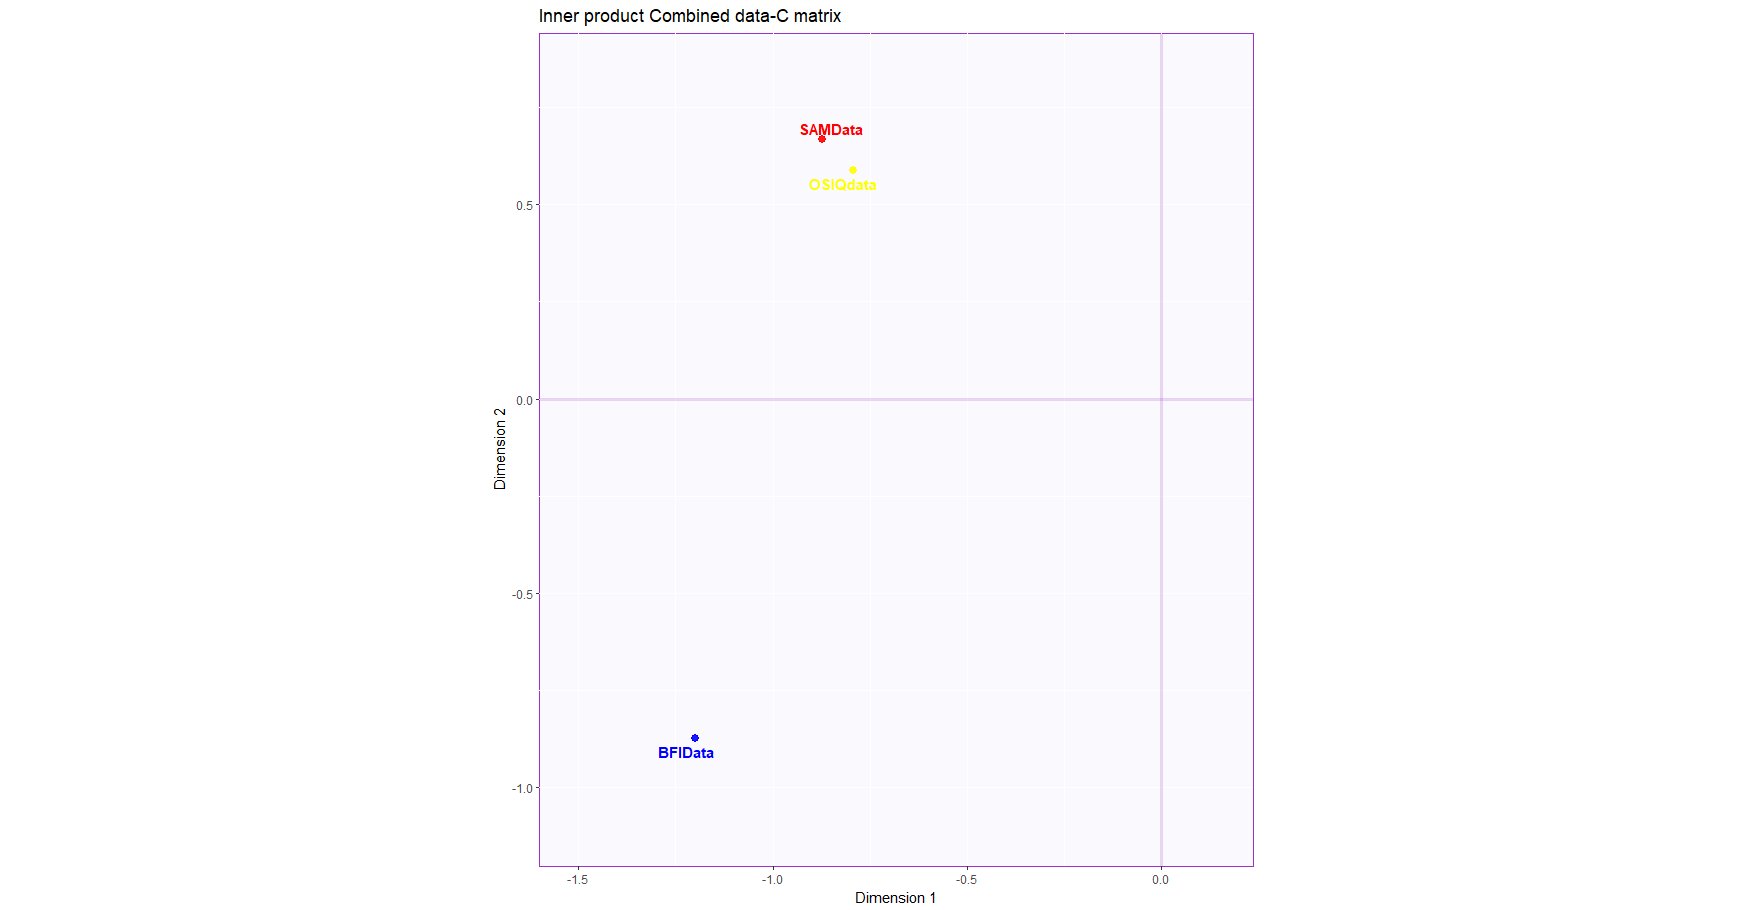 Inner product Combined data-C matrix
SAMData
OSIQdata
0.5
0.0
Dimension 2
-0.5
BFIData
-1.0
-1.5
-1.0
-0.5
0.0
Dimension 1